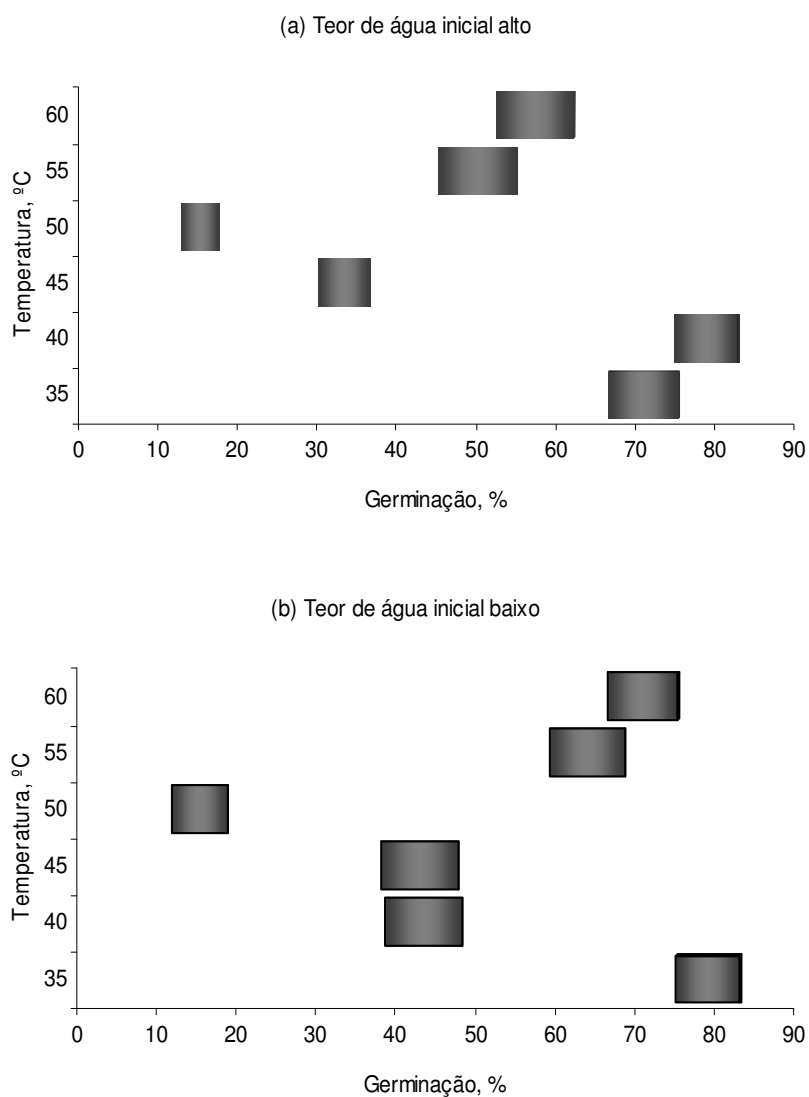 (a) Teor de água inicial alto
60
55
50
45
40
35
Temperatura, ºC
0 10 20 30 40 50 60 70 80 90
Germinação, %
(b) Teor de água inicial baixo
60
55
50
45
40
35
Temperatura, ºC
0 10 20 30 40 50 60 70 80 90
Germinação, %